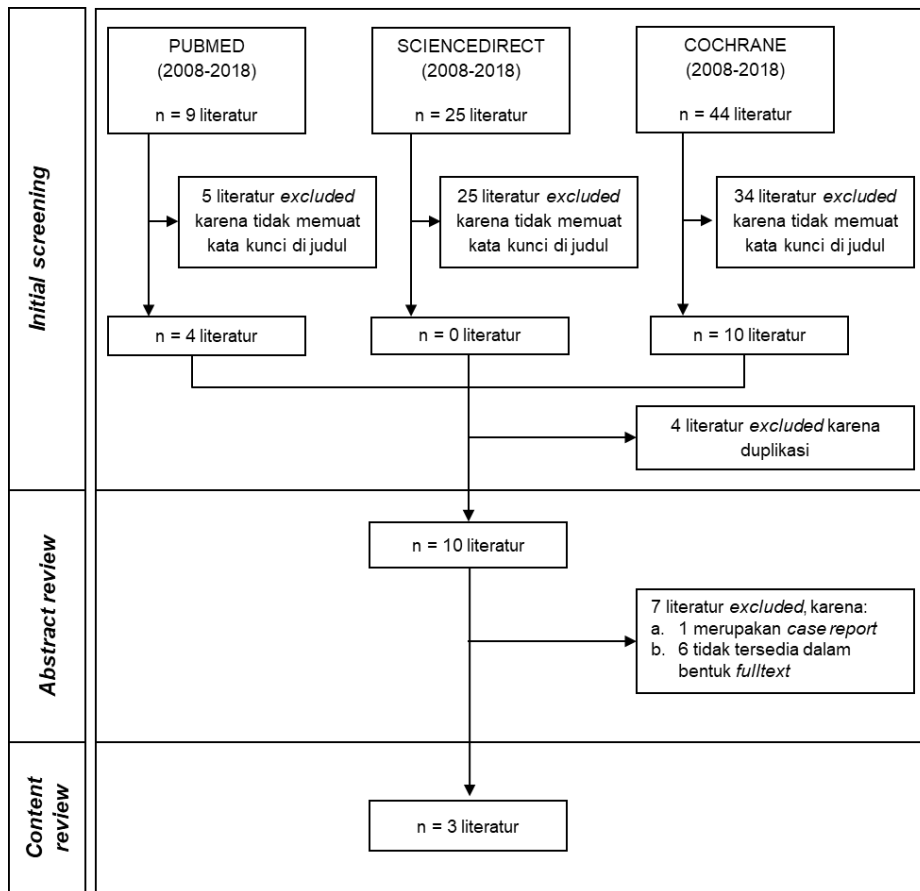 Initial screening
PUBMED
(2008-2018)
n = 9 literatur
SCIENCEDIRECT
(2008-2018)
n = 25 literatur
COCHRANE
(2008-2018)
n = 44 literatur
5 literatur excluded
karena tidak memuat
kata kunci di judul
25 literatur excluded
karena tidak memuat
kata kunci di judul
34 literatur excluded
karena tidak memuat
kata kunci di judul
n = 4 literatur
n = 0 literatur
n = 10 literatur
4 literatur excluded karena
duplikasi
Abstract review
n = 10 literatur
7 literatur excluded, karena:
a. 1 merupakan case report
b. 6 tidak tersedia dalam
bentuk fulltext
Content
review
n = 3 literatur